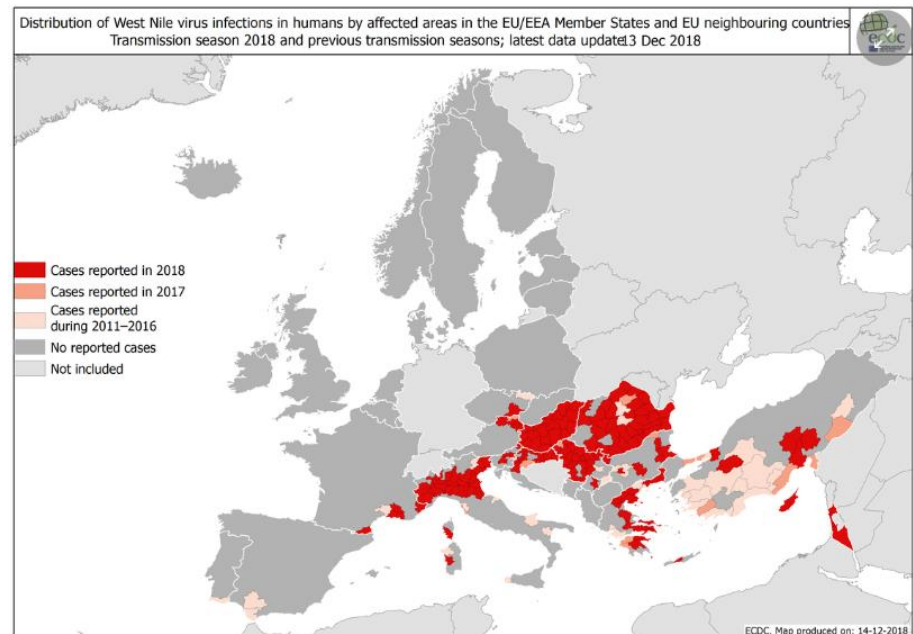 Distribution of West Nile virus infections in humans by affected areas in the EU/EEA Member States and EU neighbouring countries
Transmission season 2018 and previous transmission seasons; latest data update13 Dec 2018
ecdc
Cases reported in 2018
Cases reported in 2017
Cases reported
during 2011–2016
No reported cases
Not included
ECDC. Map produced on: 14-12-2018